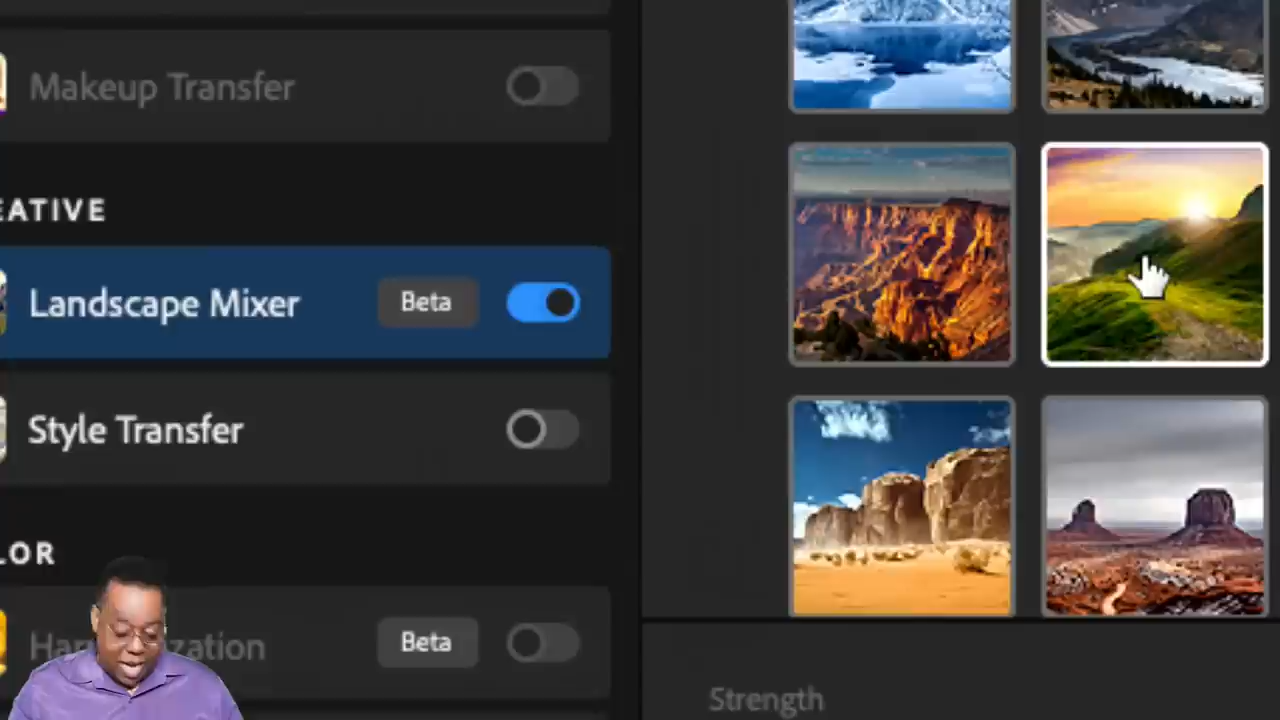 Makeup Transfer
EATIVE
Landscape Mixer
Beta
Style Transfer
LOR
Beta
Strength